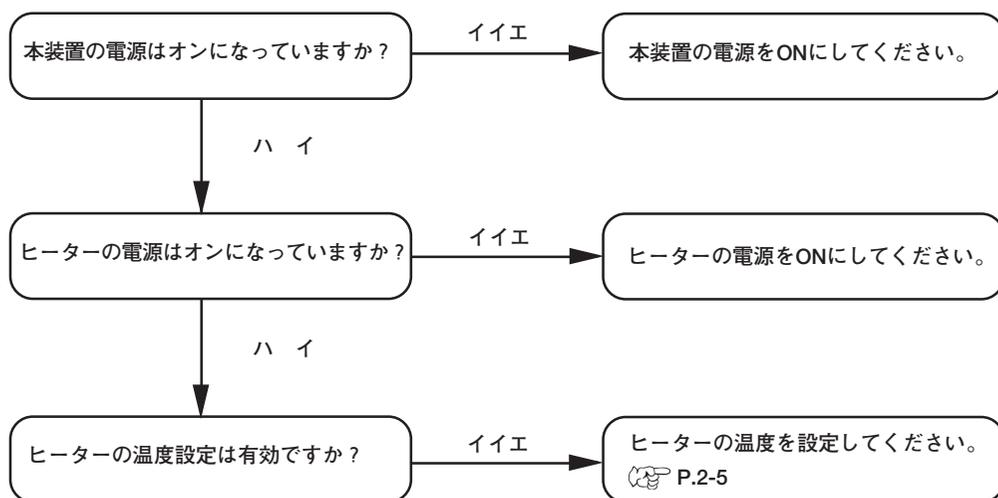 本装置の電源はオンになっていますか？
イイエ
本装置の電源をONにしてください。
ハ　イ
ヒーターの電源はオンになっていますか？
イイエ
ヒーターの電源をONにしてください。
ハ　イ
ヒーターの温度設定は有効ですか？
イイエ
ヒーターの温度を設定してください。
P.2-5